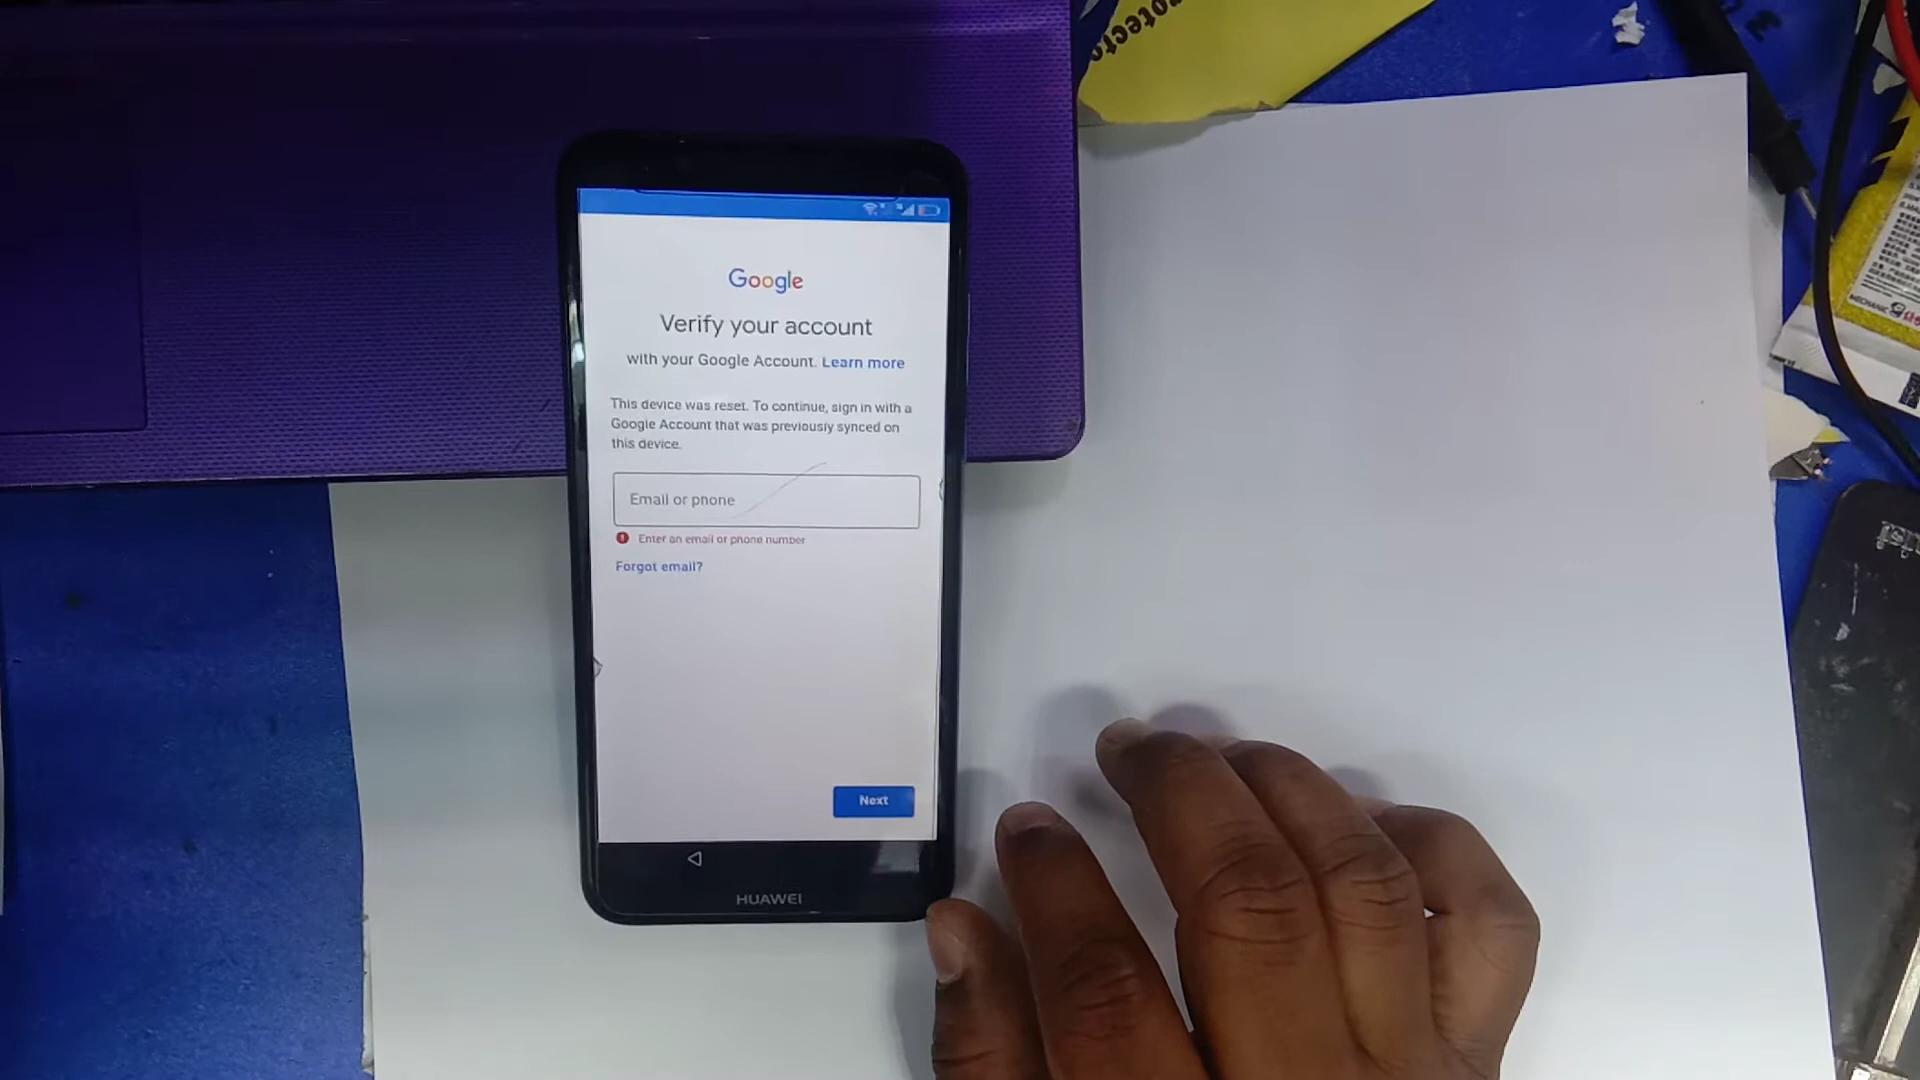 otecto
Google
Verify your account
with your Google Account. Learn more
This device was reset. To continue, sign in with a
Google Account that was previously synced on
this device.
Email or phone
Enter an email or phone number
Forgot email?
Next
HUAWEI
MECHANIC